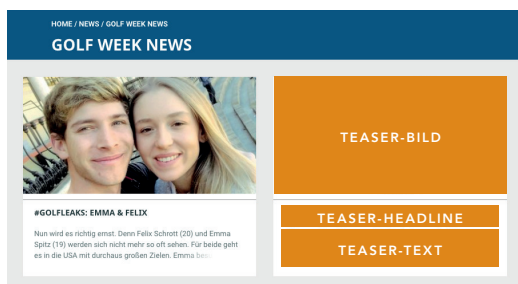 HOME / NEWS / GOLF WEEK NEWS
GOLF WEEK NEWS
TEASER-BILD
#GOLFLEAKS: EMMA & FELIX
Nun wird es richtig ernst. Denn Felix Schrott (20) und Emma
Spitz (19) werden sich nicht mehr so oft sehen. Für beide geht
es in die USA mit durchaus großen Zielen. Emma
TEASER-HEADLINE
TEASER-TEXT